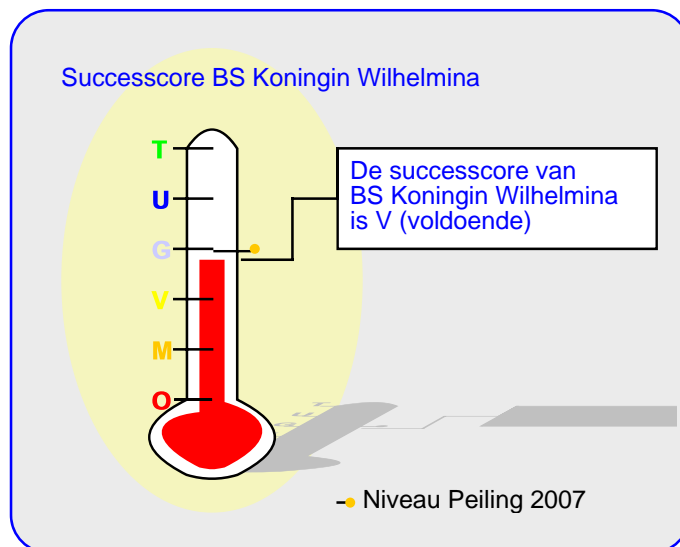 Successcore BS Koningin Wilhelmina
T
U
G
V
M
O
De successcore van
BS Koningin Wilhelmina
is V (voldoende)
Niveau Peiling 2007